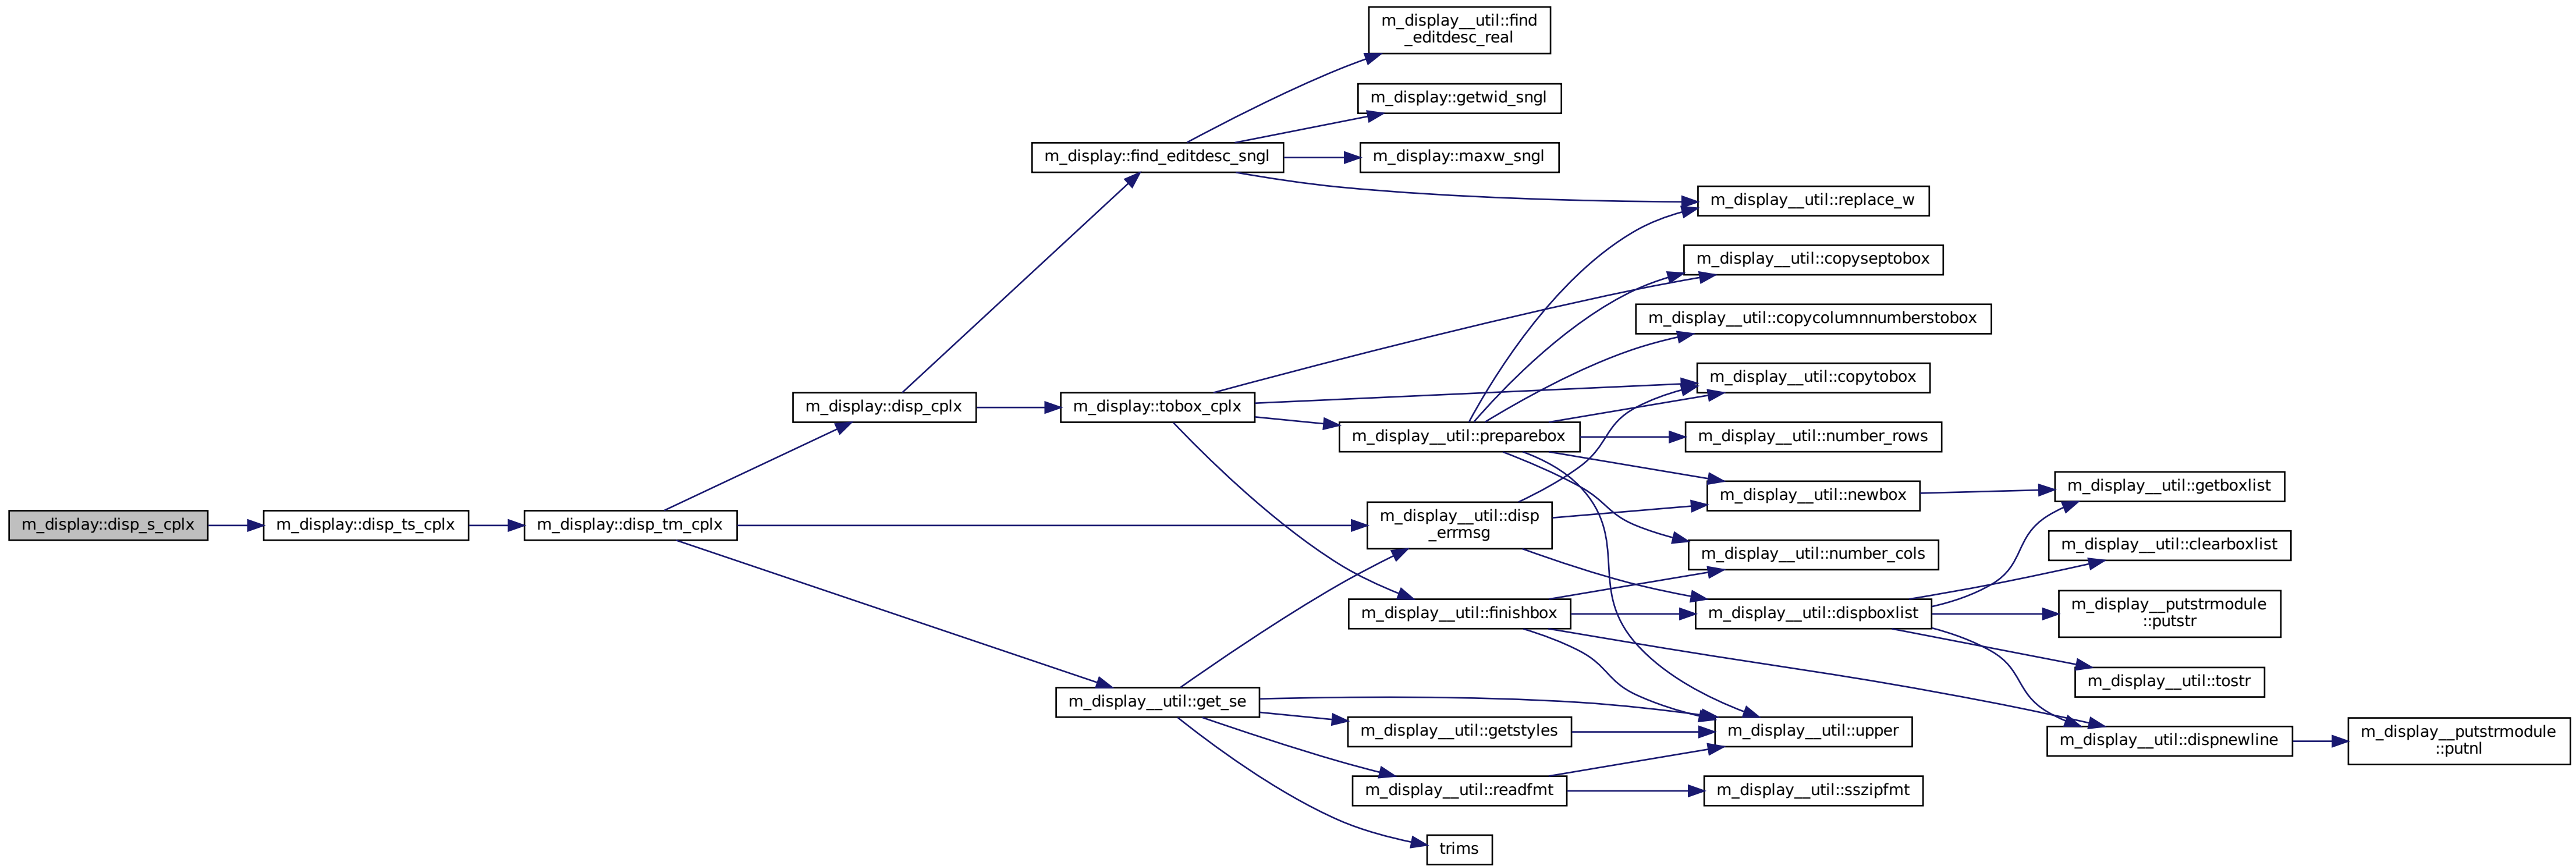 m_display__util::find
_editdesc_real
m_display::getwid_sngl
m_display::find_editdesc_sngl
m_display::maxw_sngl
m_display__util::replace_w
m_display__util::copyseptobox
m_display__util::copycolumnnumberstobox
m_display__util::copytobox
m_display::disp_cplx
m_display::tobox_cplx
m_display__util::preparebox
m_display__util::number_rows
m_display__util::newbox
m_display__util::getboxlist
m_display::disp_s_cplx
m_display::disp_ts_cplx
m_display::disp_tm_cplx
m_display__util::disp
_errmsg
m_display__util::number_cols
m_display__util::clearboxlist
m_display__util::finishbox
m_display__util::dispboxlist
m_display__putstrmodule
::putstr
m_display__util::tostr
m_display__util::get_se
m_display__util::getstyles
m_display__util::upper
m_display__util::dispnewline
m_display__putstrmodule
::putnl
m_display__util::readfmt
m_display__util::sszipfmt
trims